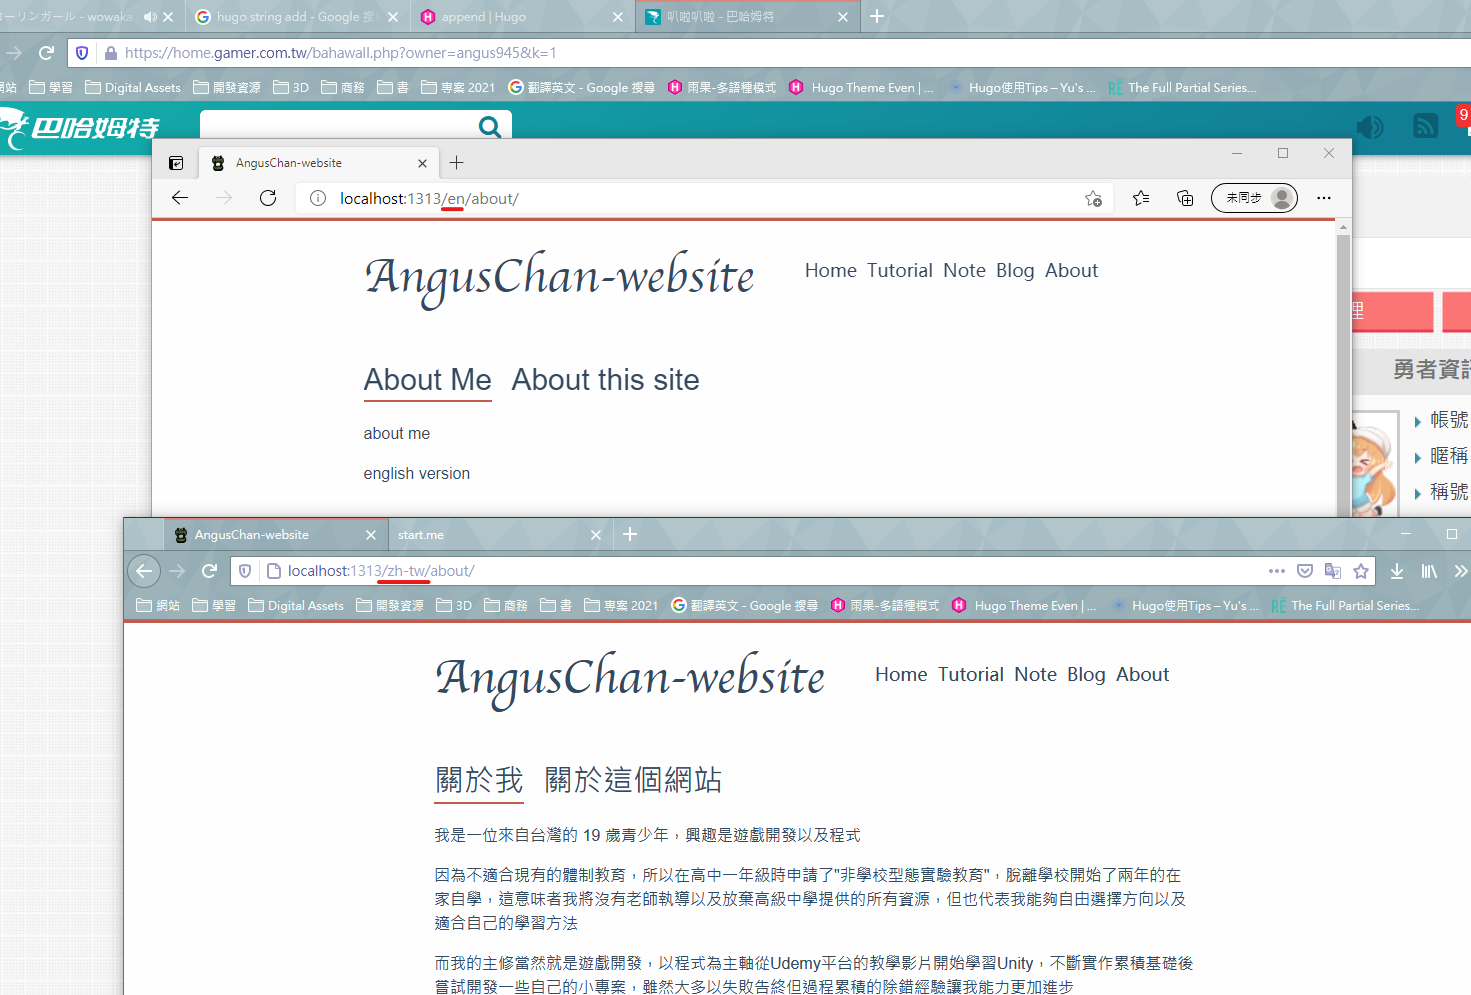 コーリンガール - wowaka
hugo string add - Google 搜
append | Hugo
叭啦叭啦 - 巴哈姆特
https://home.gamer.com.tw/bahawall.php?owner=angus945&k=1
網站 學習 Digital Assets 開發資源 3D 商務 書 專案 2021 翻譯英文 - Google 搜尋 雨果-多語種模式 Hugo Theme Even | ... Hugo使用Tips – Yu's ... RE The Full Partial Series...
巴哈姆特
9
AngusChan-website
localhost:1313/en/about/
未同步
AngusChan-website
Home Tutorial Note Blog About
理
About Me About this site
勇者資訊
about me
帳號
english version
暱稱
稱號
AngusChan-website
start.me
localhost:1313/zh-tw/about/
網站 學習 Digital Assets 開發資源 3D 商務 書 專案 2021 翻譯英文 - Google 搜尋 雨果-多語種模式 Hugo Theme Even | ... Hugo使用Tips – Yu's ... RE The Full Partial Series...
AngusChan-website
Home Tutorial Note Blog About
關於我 關於這個網站
我是一位來自台灣的 19 歲青少年，興趣是遊戲開發以及程式
因為不適合現有的體制教育，所以在高中一年級時申請了"非學校型態實驗教育"，脫離學校開始了兩年的在
家自學，這意味者我將沒有老師執導以及放棄高級中學提供的所有資源，但也代表我能夠自由選擇方向以及
適合自己的學習方法
而我的主修當然就是遊戲開發，以程式為主軸從Udemy平台的教學影片開始學習Unity，不斷實作累積基礎後
嘗試開發一些自己的小專案，雖然大多以失敗告終但過程累積的除錯經驗讓我能力更加進步